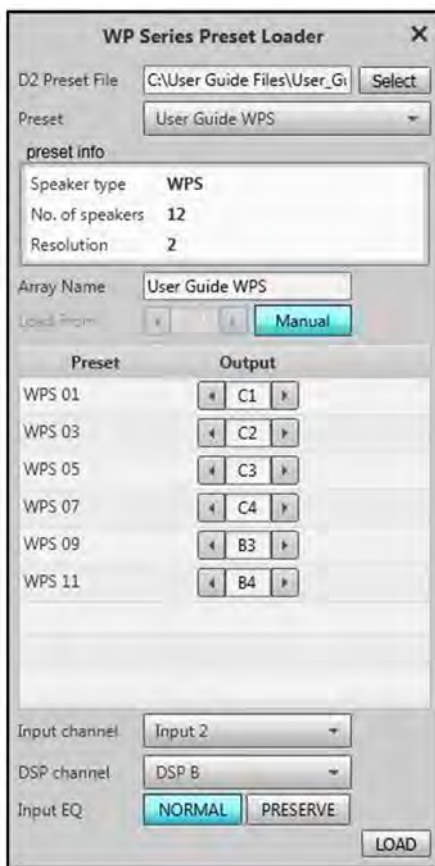 WP Series Preset Loader ×
D2 Preset File C:\User Guide Files\User_Gu Select
Preset User Guide WPS
preset info
Speaker type WPS
No. of speakers 12
Resolution 2
Array Name User Guide WPS
Load From Manual
Preset Output
WPS 01 C1
WPS 03 C2
WPS 05 C3
WPS 07 C4
WPS 09 B3
WPS 11 B4
Input channel Input 2
DSP channel DSP B
Input EQ NORMAL PRESERVE
LOAD